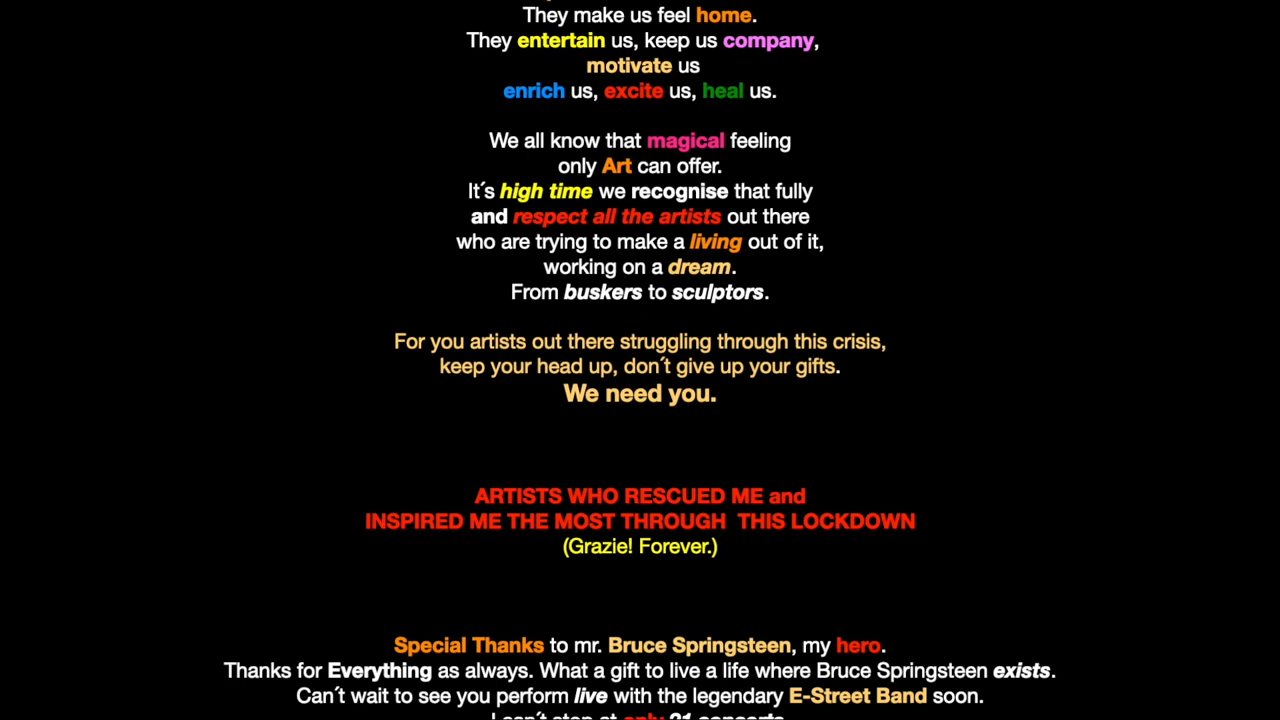 They make us feel home.
They entertain us, keep us company,
motivate us
enrich us, excite us, heal us.
We all know that magical feeling
only Art can offer.
It´s high time we recognise that fully
and respect all the artists out there
who are trying to make a living out of it,
working on a dream.
From buskers to sculptors.
For you artists out there struggling through this crisis,
keep your head up, don´t give up your gifts.
We need you.
ARTISTS WHO RESCUED ME and
INSPIRED ME THE MOST THROUGH THIS LOCKDOWN
(Grazie! Forever.)
Special Thanks to mr. Bruce Springsteen, my hero.
Thanks for Everything as always. What a gift to live a life where Bruce Springsteen exists.
Can´t wait to see you perform live with the legendary E-Street Band soon.
I can´t stop at only 21 concerts